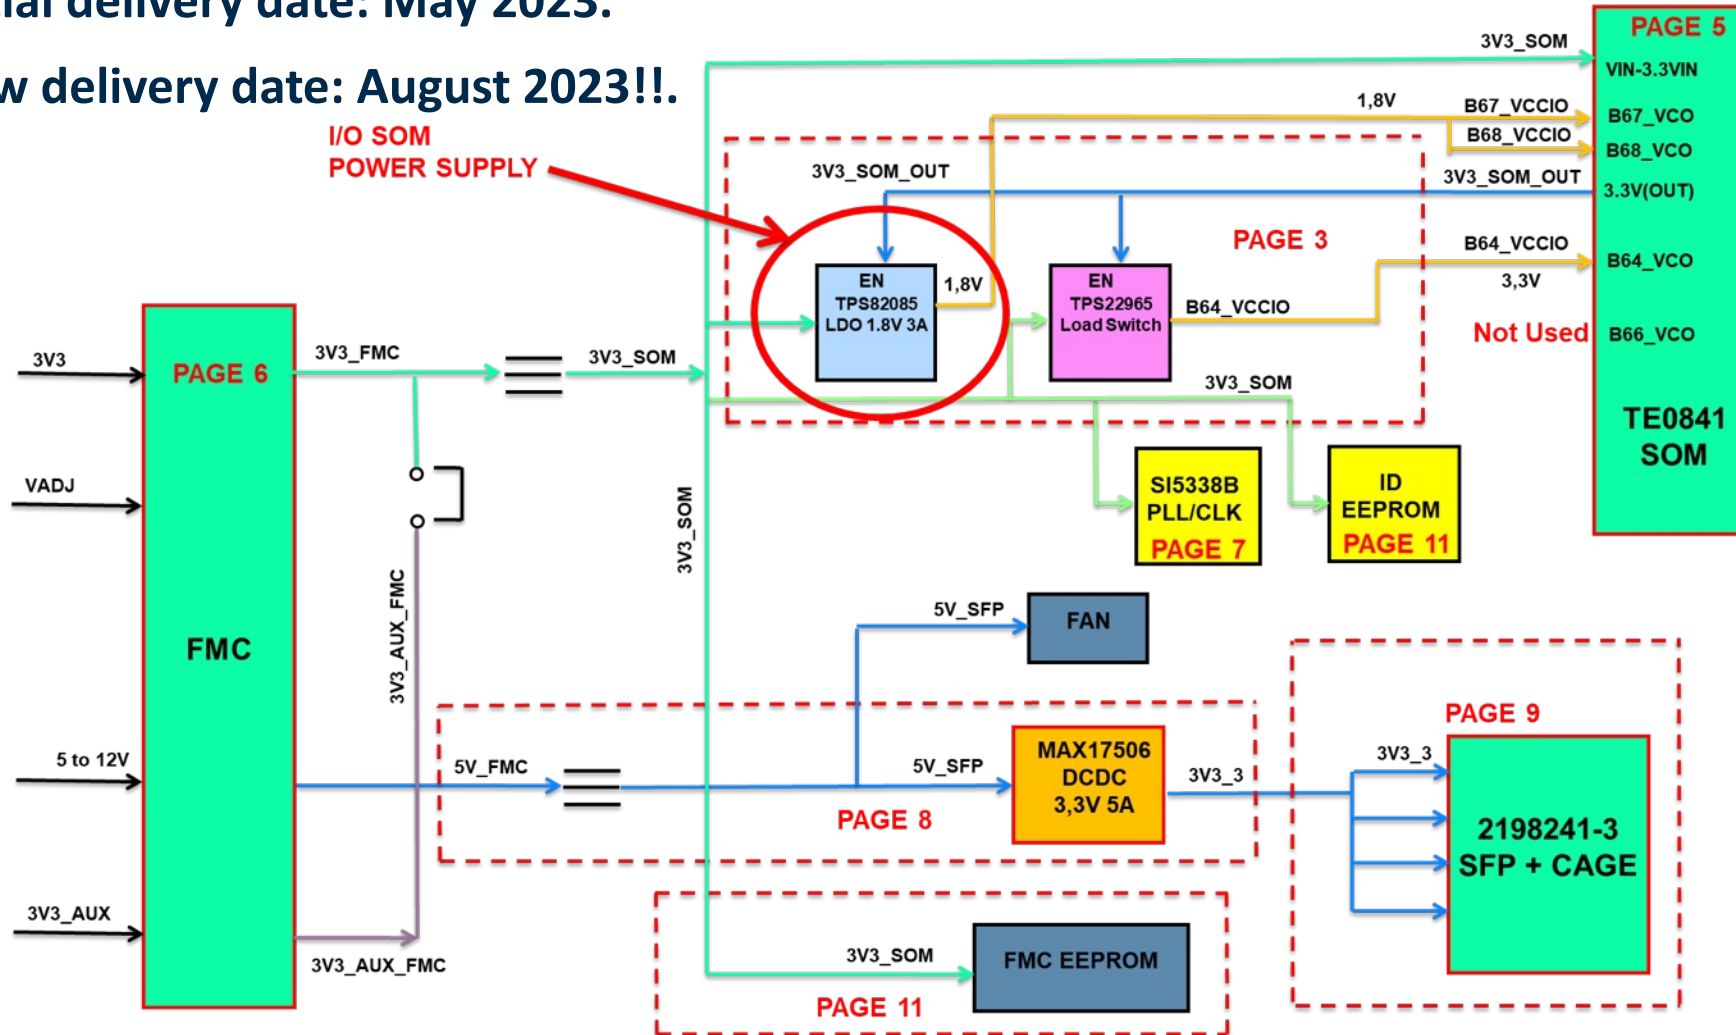 delivery date: May 2023.
delivery date: August 2023!!.
I/O SOM
POWER SUPPLY
3V3_SOM
PAGE 5
VIN-3.3VIN
1,8V
B67_VCCIO
B67_VCO
B68_VCCIO
B68_VCO
3V3_SOM_OUT
3V3_SOM_OUT
3.3V(OUT)
PAGE 3
B64_VCCIO
B64_VCO
3,3V
EN
TPS82085
LDO 1.8V 3A
1,8V
EN
TPS22965
Load Switch
B64_VCCIO
Not Used
B66_VCO
3V3
PAGE 6
3V3_FMC
3V3_SOM
3V3_SOM
TE0841
SOM
VADJ
3V3_SOM
SI5338B
PLL/CLK
PAGE 7
ID
EEPROM
PAGE 11
3V3_AUX_FMC
FMC
5V_SFP
FAN
5 to 12V
5V_FMC
5V_SFP
MAX17506
DCDC
3,3V 5A
3V3_3
PAGE 8
PAGE 9
3V3_3
2198241-3
SFP + CAGE
3V3_AUX
3V3_AUX_FMC
3V3_SOM
FMC EEPROM
PAGE 11